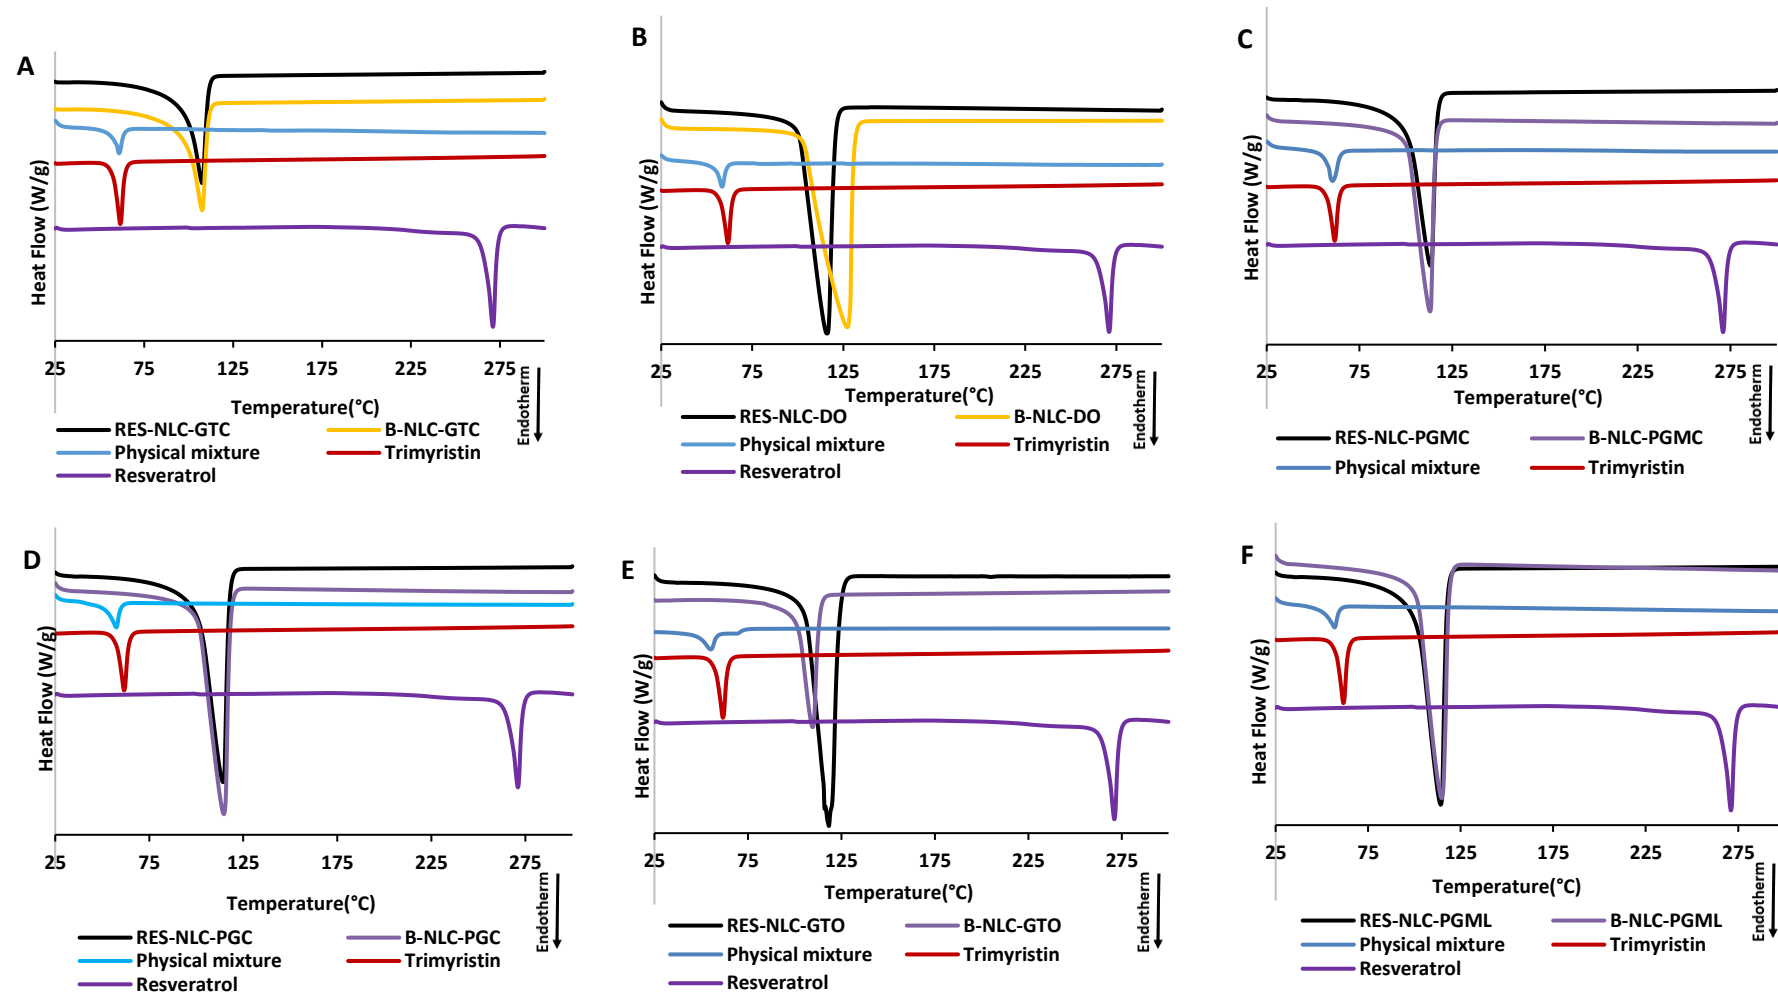 A
Heat Flow (W/g)
25 75 125 175 225 275
Temperature(°C)
Endotherm
RES-NLC-GTC B-NLC-GTC
Physical mixture Trimyristin
Resveratrol
B
Heat Flow (W/g)
25 75 125 175 225 275
Temperature(°C)
Endotherm
RES-NLC-DO B-NLC-DO
Physical mixture Trimyristin
Resveratrol
C
Heat Flow (W/g)
25 75 125 175 225 275
Temperature(°C)
Endotherm
RES-NLC-PGMC B-NLC-PGMC
Physical mixture Trimyristin
D
Heat Flow (W/g)
25 75 125 175 225 275
Temperature(°C)
Endotherm
RES-NLC-PGC B-NLC-PGC
Physical mixture Trimyristin
Resveratrol
E
Heat Flow (W/g)
25 75 125 175 225 275
Temperature(°C)
Endotherm
RES-NLC-GTO B-NLC-GTO
Physical mixture Trimyristin
Resveratrol
F
Heat Flow (W/g)
25 75 125 175 225 275
Temperature(°C)
Endotherm
RES-NLC-PGML B-NLC-PGML
Physical mixture Trimyristin
Resveratrol